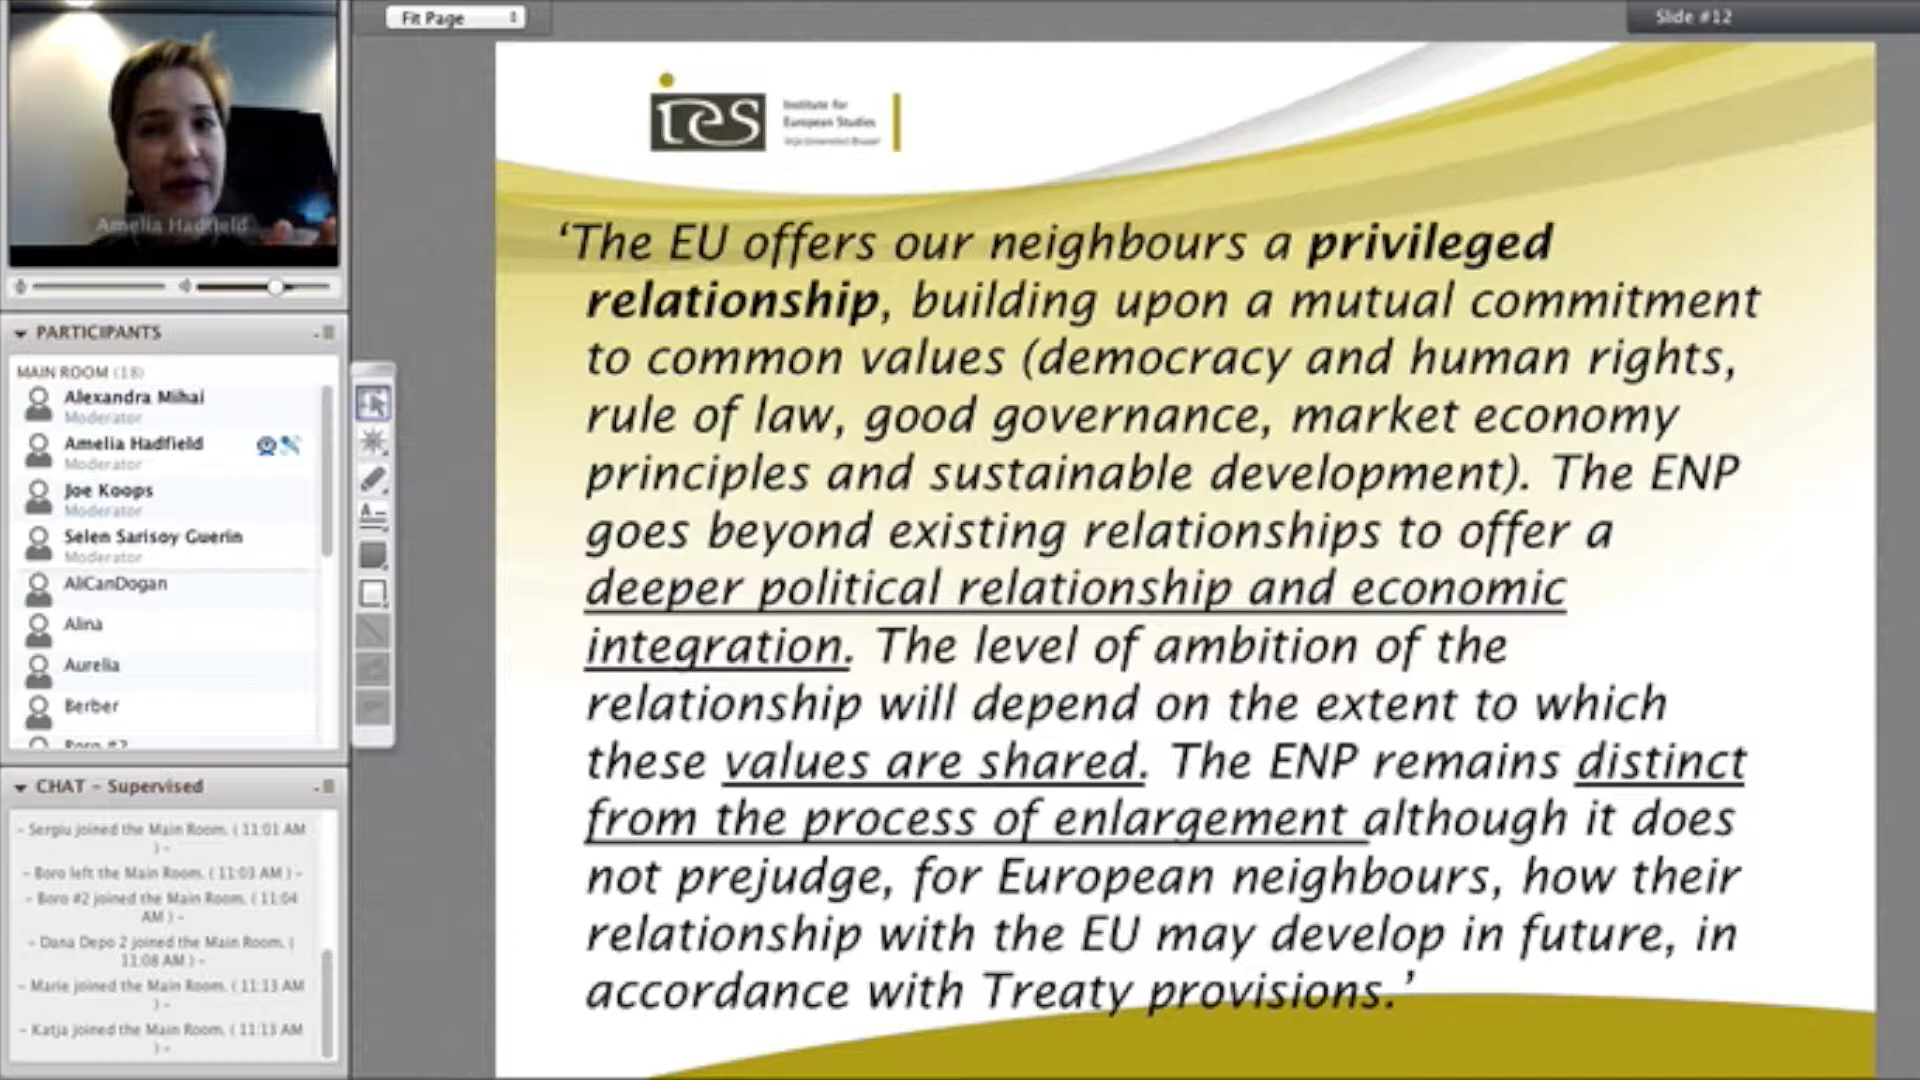 Fit Page
Slide #12
Amelia Hadfield
PARTICIPANTS
MAIN ROOM (18)
Alexandra Mihai
Moderator
Amelia Hadfield
Moderator
Joe Koops
Moderator
Selen Sarisoy Guerin
Moderator
AliCanDogan
Alina
Aurelia
Berber
Boro #2
CHAT - Supervised
- Sergiu joined the Main Room. ( 11:01 AM
) -
- Boro left the Main Room. ( 11:03 AM ) -
- Boro #2 joined the Main Room. ( 11:04
AM ) -
- Dana Depo 2 joined the Main Room. (
11:08 AM ) -
- Marie joined the Main Room. ( 11:13 AM
) -
- Katja joined the Main Room. ( 11:13 AM
) -
ies
Institute for
European Studies
‘The EU offers our neighbours a privileged
relationship, building upon a mutual commitment
to common values (democracy and human rights,
rule of law, good governance, market economy
principles and sustainable development). The ENP
goes beyond existing relationships to offer a
deeper political relationship and economic
integration. The level of ambition of the
relationship will depend on the extent to which
these values are shared. The ENP remains distinct
from the process of enlargement although it does
not prejudge, for European neighbours, how their
relationship with the EU may develop in future, in
accordance with Treaty provisions.’